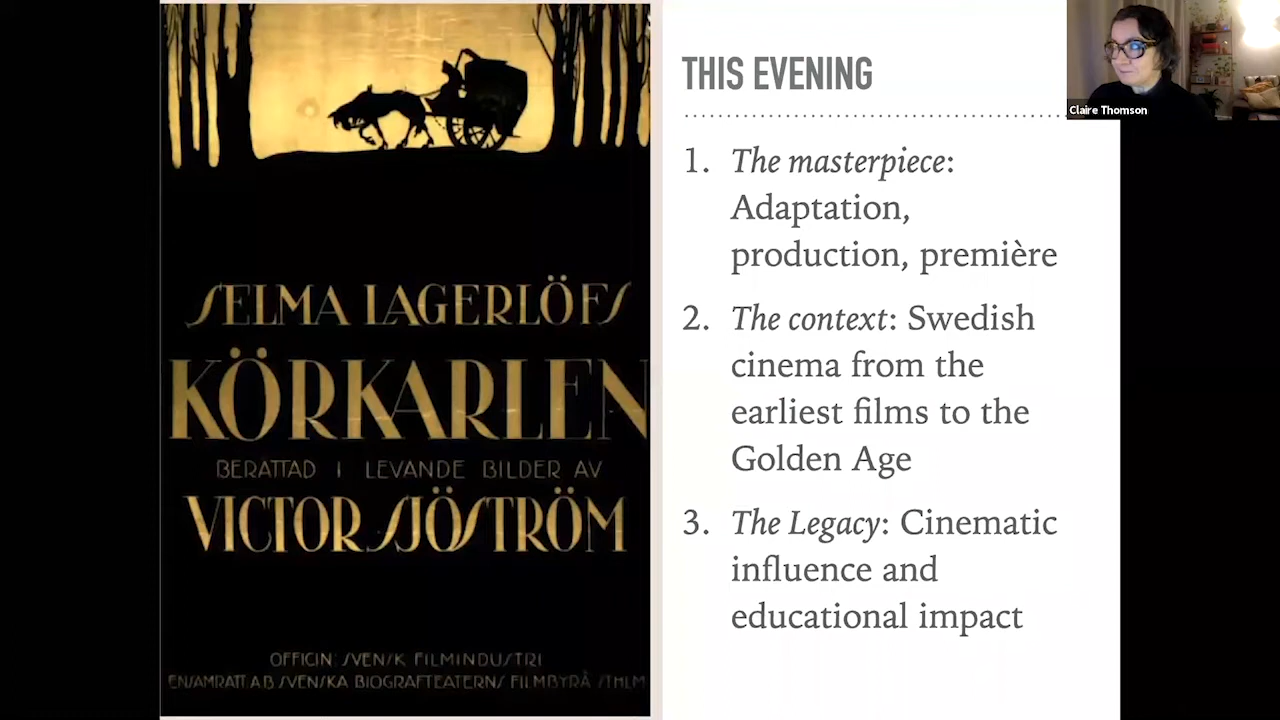 SELMA LAGERLÖFS
KÖRKARLEN
BERÄTTAD I LEVANDE BILDER AV
VICTOR SJÖSTRÖM
OFFICIN: SVENSK FILMINDUSTRI
ENSAMRÄTT: A.B SVENSKA BIOGRAFTEATERNS FILMBYRÅ STHLM
THIS EVENING
1. The masterpiece:
Adaptation,
production, première
2. The context: Swedish
cinema from the
earliest films to the
Golden Age
3. The Legacy: Cinematic
influence and
educational impact
Claire Thomson